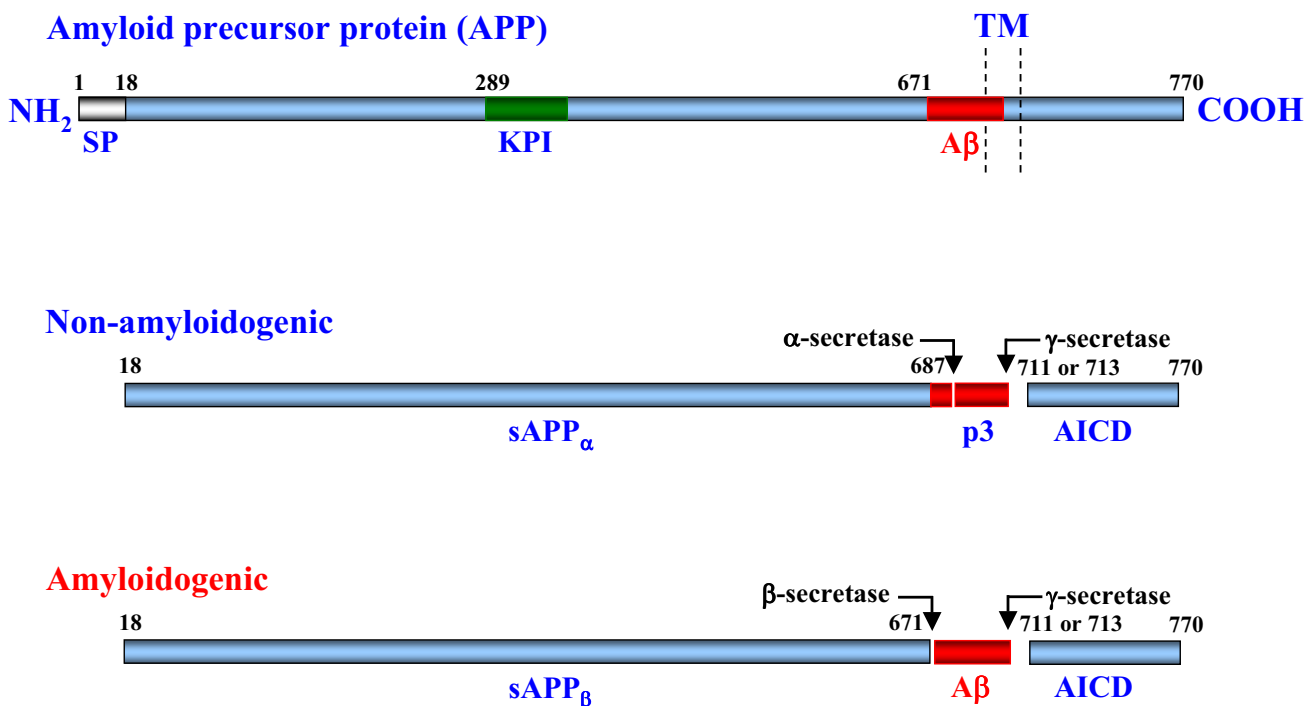 Amyloid precursor protein (APP) TM
1 18 289 671 770
NH₂ COOH
SP KPI Aβ
Non-amyloidogenic
α-secretase γ-secretase
18 687 711 or 713 770
sAPPα p3 AICD
Amyloidogenic
β-secretase γ-secretase
18 671 711 or 713 770
sAPPβ Aβ AICD